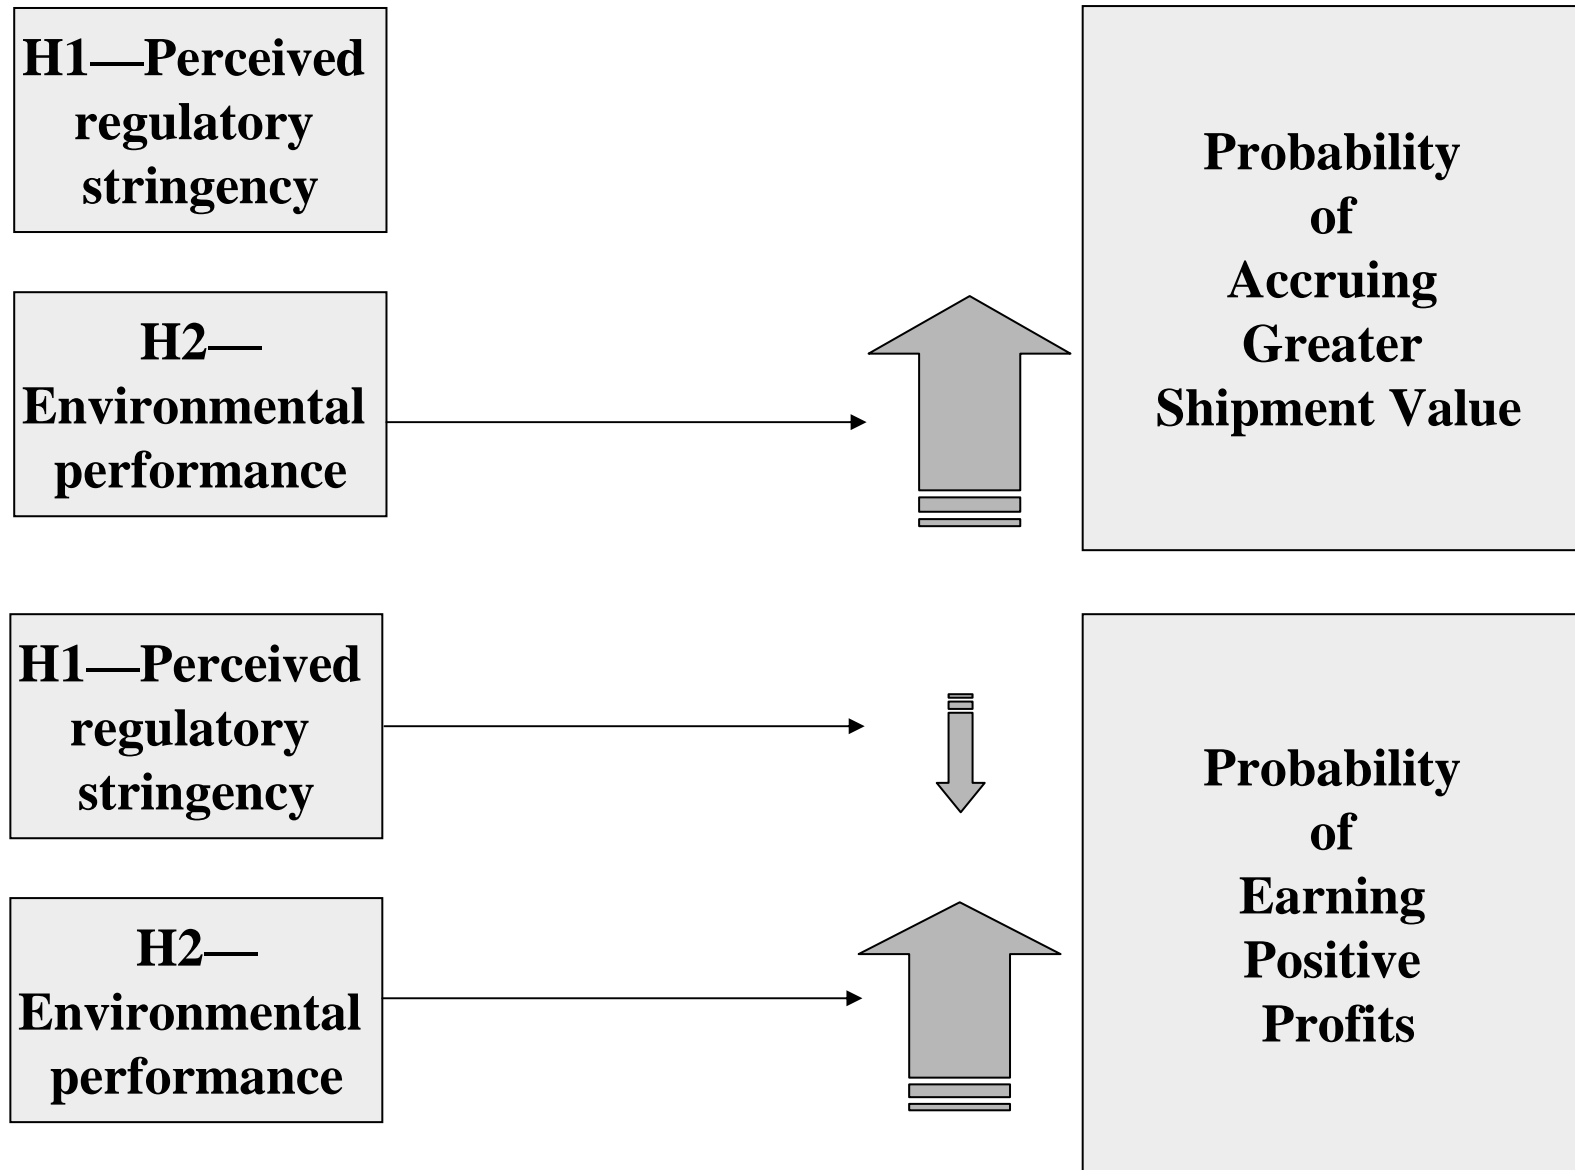 H1—Perceived
regulatory
stringency
H2—
Environmental
performance
Probability
of
Accruing
Greater
Shipment Value
H1—Perceived
regulatory
stringency
H2—
Environmental
performance
Probability
of
Earning
Positive
Profits